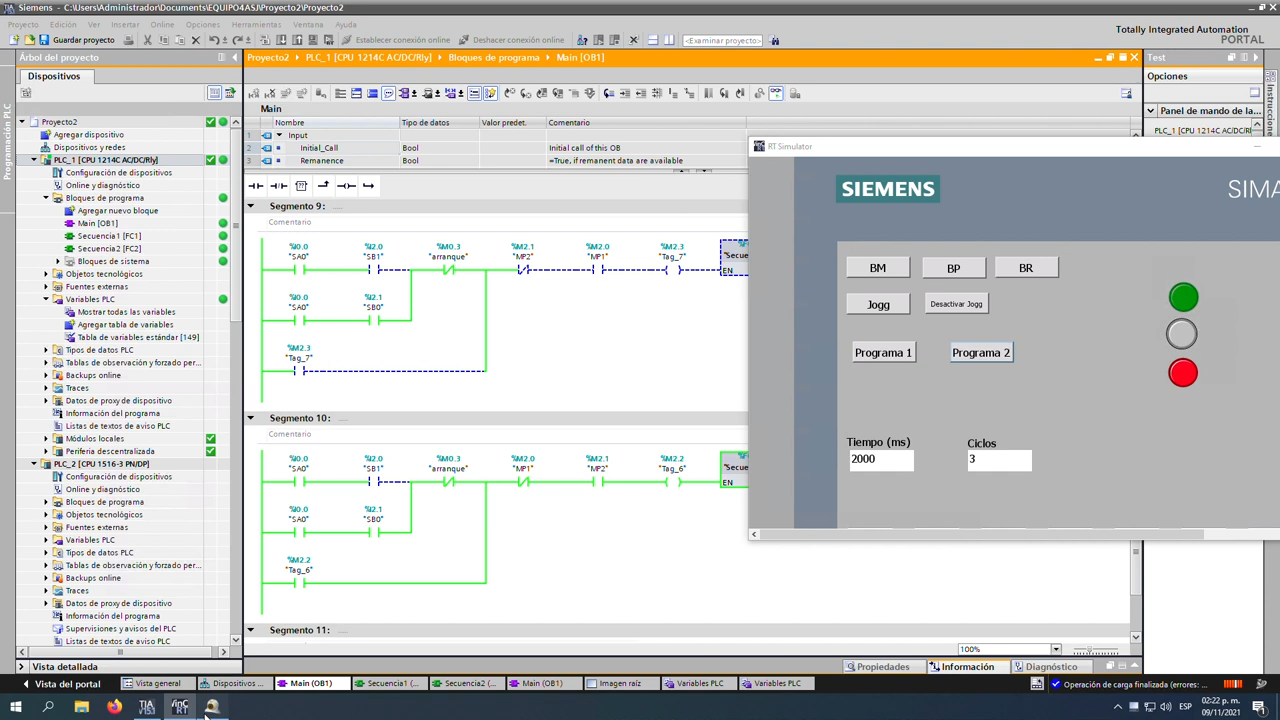 Siemens - C:\Users\Administrador\Documents\EQUIPO4ASJ\Proyecto2\Proyecto2
Proyecto Edición Ver Insertar Online Opciones Herramientas Ventana Ayuda
Totally Integrated Automation
PORTAL
Guardar proyecto
Establecer conexión online
Deshacer conexión online
<Examinar proyecto>
Árbol del proyecto
Proyecto2 ▸ PLC_1 [CPU 1214C AC/DC/Rly] ▸ Bloques de programa ▸ Main [OB1]
Test
Dispositivos
Opciones
Programación PLC
Main
Nombre Tipo de datos Valor predet. Comentario
1 Input
2 Initial_Call Bool Initial call of this OB
3 Remanence Bool =True, if remanent data are available
Panel de mando de la...
PLC_1 [CPU 1214C AC/DC/Rly]
Proyecto2
Agregar dispositivo
Dispositivos y redes
PLC_1 [CPU 1214C AC/DC/Rly]
Configuración de dispositivos
Online y diagnóstico
Bloques de programa
Agregar nuevo bloque
Main [OB1]
Secuencia1 [FC1]
Secuencia2 [FC2]
Bloques de sistema
Objetos tecnológicos
Fuentes externas
Variables PLC
Mostrar todas las variables
Agregar tabla de variables
Tabla de variables estándar [149]
Tipos de datos PLC
Tablas de observación y forzado per...
Backups online
Traces
Datos de proxy de dispositivo
Información del programa
Listas de textos de aviso PLC
Módulos locales
Periferia descentralizada
PLC_2 [CPU 1516-3 PN/DP]
Configuración de dispositivos
Online y diagnóstico
Bloques de programa
Objetos tecnológicos
Fuentes externas
Variables PLC
Tipos de datos PLC
Tablas de observación y forzado per...
Backups online
Traces
Datos de proxy de dispositivo
Información del programa
Supervisiones y avisos del PLC
Listas de textos de aviso PLC
Vista detallada
Segmento 9: .....
Comentario
%I0.0 %I2.0 %M0.3 %M2.1 %M2.0 %M2.3
"SA0" "SB1" "arranque" "MP2" "MP1" "Tag_7" "Secue
EN
%I0.0 %I2.1
"SA0" "SB0"
%M2.3
"Tag_7"
Segmento 10: .....
Comentario
%I0.0 %I2.0 %M0.3 %M2.0 %M2.1 %M2.2
"SA0" "SB1" "arranque" "MP1" "MP2" "Tag_6" "Secue
EN
%I0.0 %I2.1
"SA0" "SB0"
%M2.2
"Tag_6"
Segmento 11: .....
100%
RT Simulator
SIEMENS
SIMA
BM BP BR
Jogg Desactivar Jogg
Programa 1 Programa 2
Tiempo (ms) Ciclos
2000 3
Propiedades Información Diagnóstico
Vista del portal
Vista general
Dispositivos ...
Main (OB1)
Secuencia1 (...
Secuencia2 (...
Main (OB1)
Imagen raíz
Variables PLC
Variables PLC
Operación de carga finalizada (errores: ...
ESP
02:22 p. m.
09/11/2021